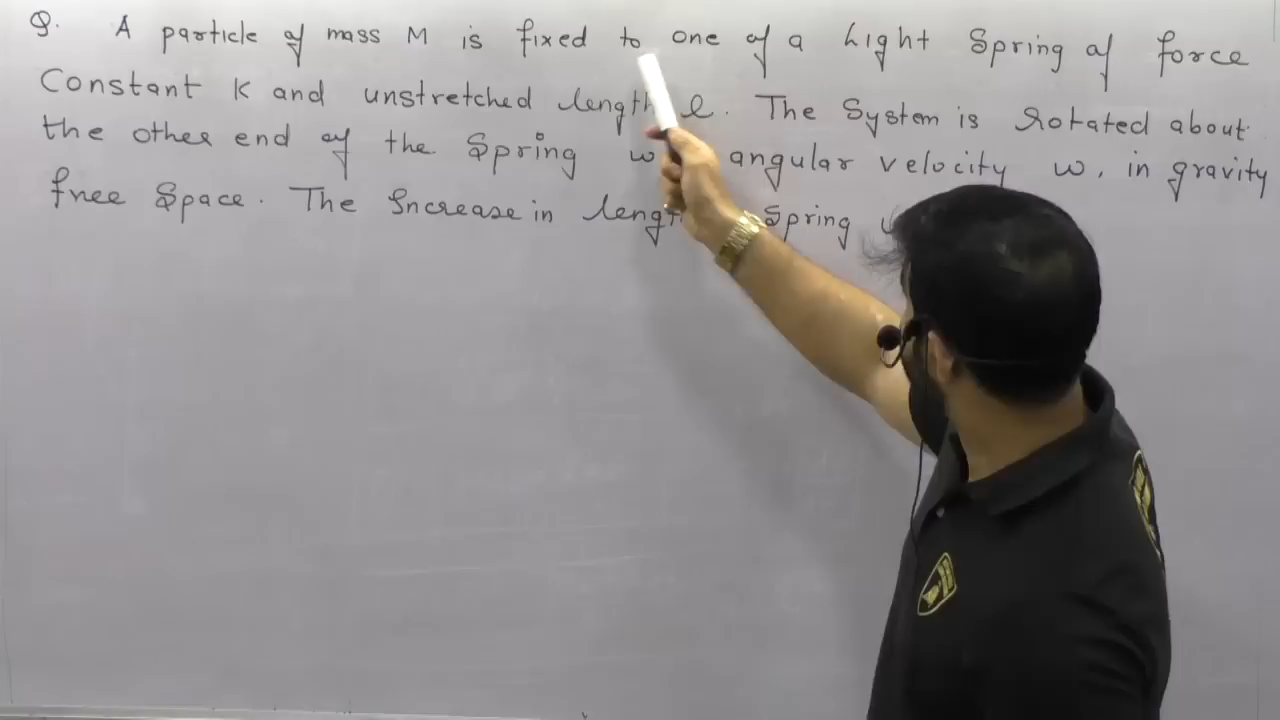 Q. A particle of mass M is fixed to one of a Light Spring of force
Constant K and unstretched length l. The System is rotated about
the other end of the Spring angular velocity ω, in gravity
free Space. The Increase in Spring